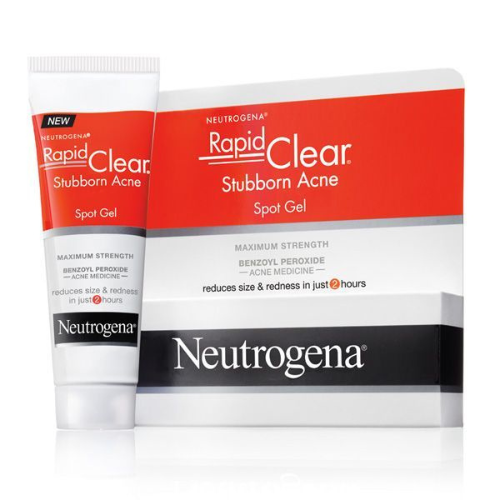 NEW
NEUTROGENA®
Rapid Clear®
Stubborn Acne
Spot Gel
MAXIMUM STRENGTH
BENZOYL PEROXIDE
—ACNE MEDICINE—
reduces size & redness
in just 2 hours
Neutrogena®
NEUTROGENA®
Rapid Clear®
Stubborn Acne
Spot Gel
MAXIMUM STRENGTH
BENZOYL PEROXIDE
—ACNE MEDICINE—
reduces size & redness in just 2 hours
Neutrogena®